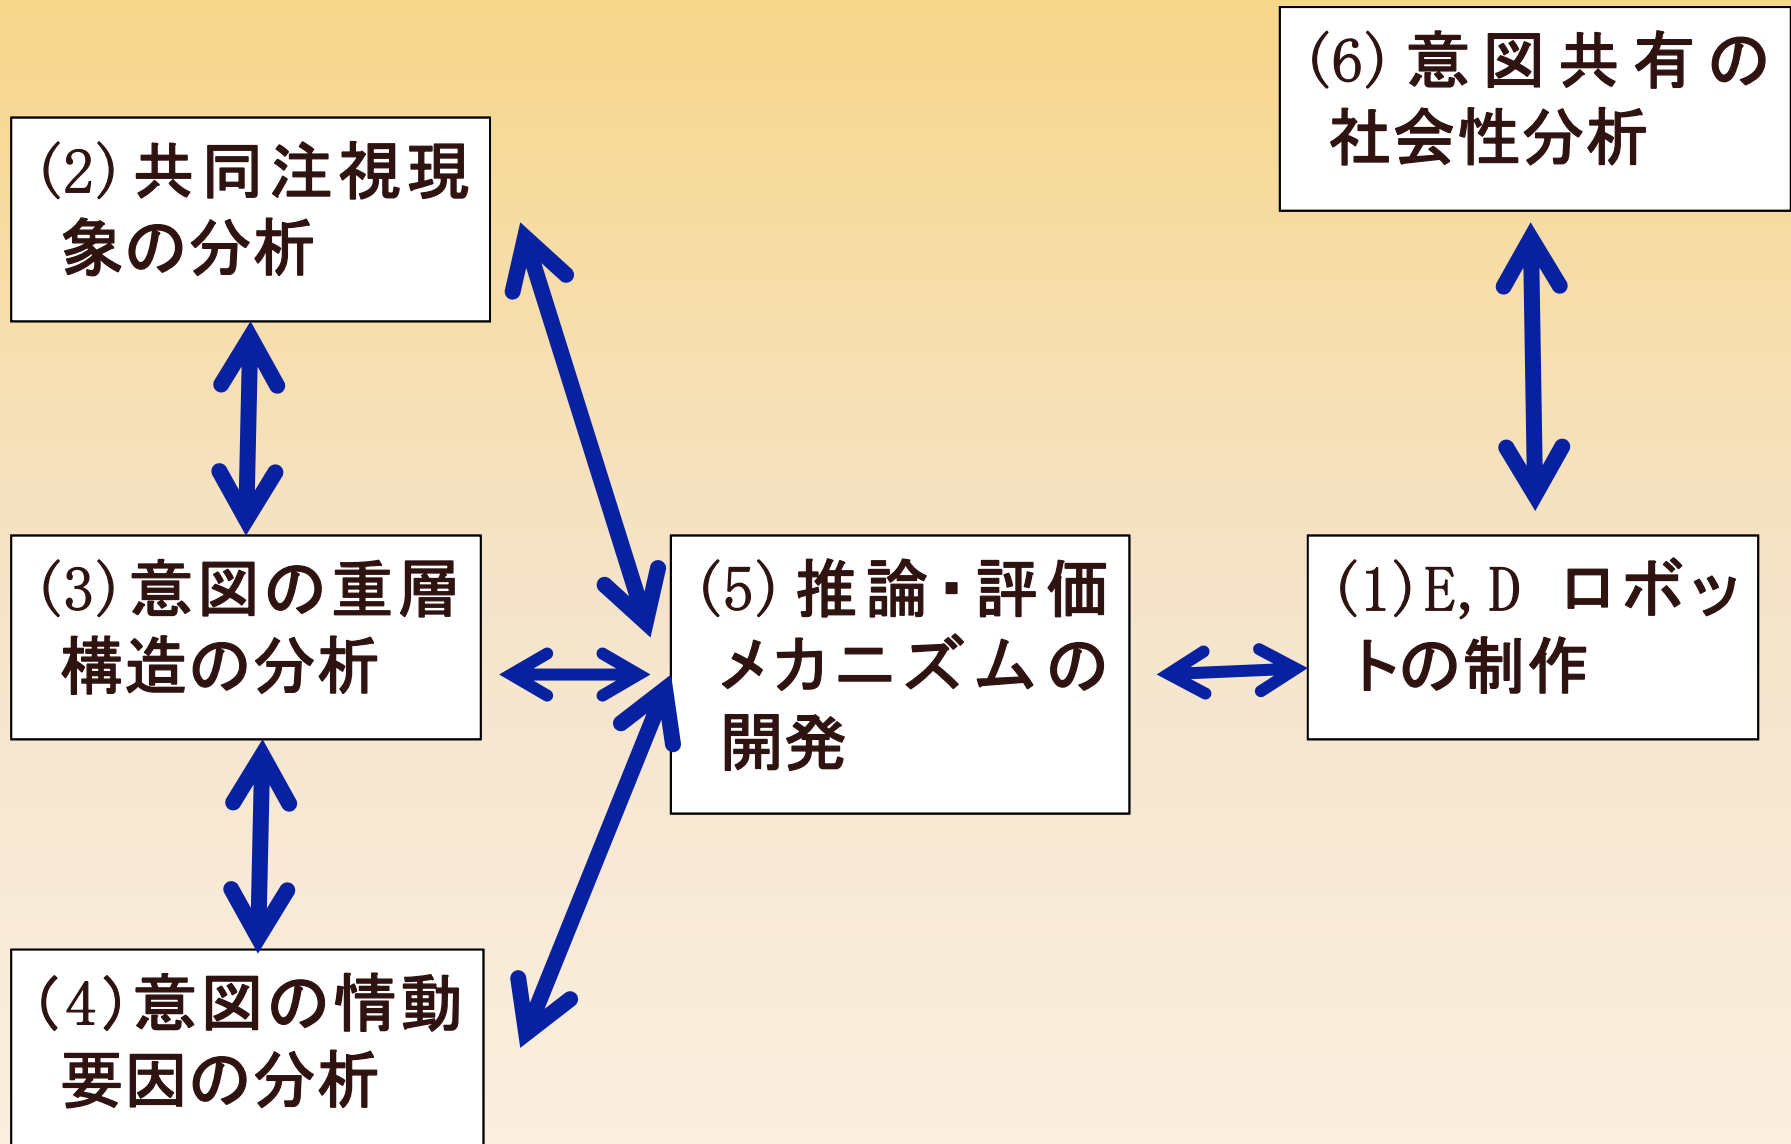 (6)意図共有の
社会性分析
(2)共同注視現
象の分析
(3)意図の重層
構造の分析
(5)推論・評価
メカニズムの
開発
(1)E,D ロボッ
トの制作
(4)意図の情動
要因の分析